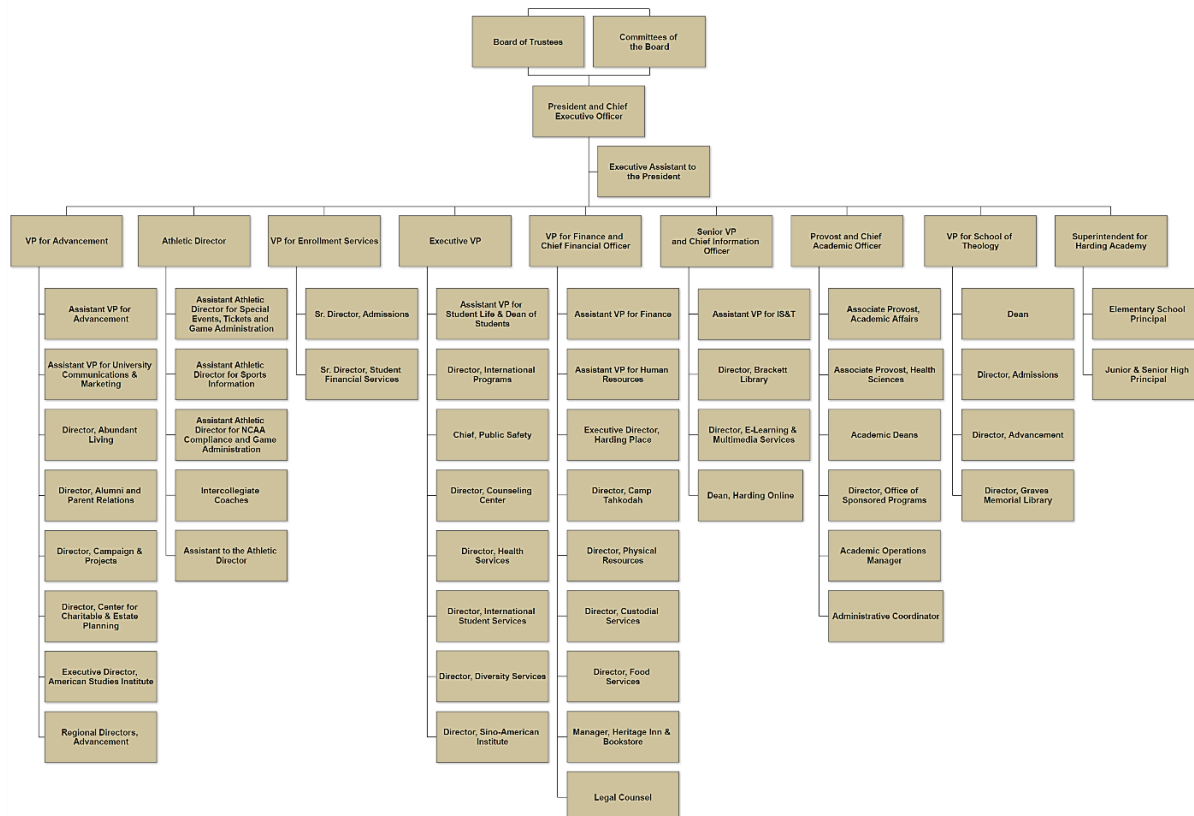 Board of Trustees
Committees of
the Board
President and Chief
Executive Officer
Executive Assistant to
the President
VP for Advancement
Assistant VP for
Advancement
Assistant VP for University
Communications &
Marketing
Director, Abundant
Living
Director, Alumni and
Parent Relations
Director, Campaign &
Projects
Director, Center for
Charitable & Estate
Planning
Executive Director,
American Studies Institute
Regional Directors,
Advancement
Athletic Director
Assistant Athletic
Director for Special
Events, Tickets and
Game Administration
Assistant Athletic
Director for Sports
Information
Assistant Athletic
Director for NCAA
Compliance and Game
Administration
Intercollegiate
Coaches
Assistant to the Athletic
Director
VP for Enrollment Services
Sr. Director, Admissions
Sr. Director, Student
Financial Services
Executive VP
Assistant VP for
Student Life & Dean of
Students
Director, International
Programs
Chief, Public Safety
Director, Counseling
Center
Director, Health
Services
Director, International
Student Services
Director, Diversity Services
Director, Sino-American
Institute
VP for Finance and
Chief Financial Officer
Assistant VP for Finance
Assistant VP for Human
Resources
Executive Director,
Harding Place
Director, Camp
Tahkodah
Director, Physical
Resources
Director, Custodial
Services
Director, Food
Services
Manager, Heritage Inn &
Bookstore
Legal Counsel
Senior VP
and Chief Information
Officer
Assistant VP for IS&T
Director, Brackett
Library
Director, E-Learning &
Multimedia Services
Dean, Harding Online
Provost and Chief
Academic Officer
Associate Provost,
Academic Affairs
Associate Provost, Health
Sciences
Academic Deans
Director, Office of
Sponsored Programs
Academic Operations
Manager
Administrative Coordinator
VP for School of
Theology
Dean
Director, Admissions
Director, Advancement
Director, Graves
Memorial Library
Superintendent for
Harding Academy
Elementary School
Principal
Junior & Senior High
Principal